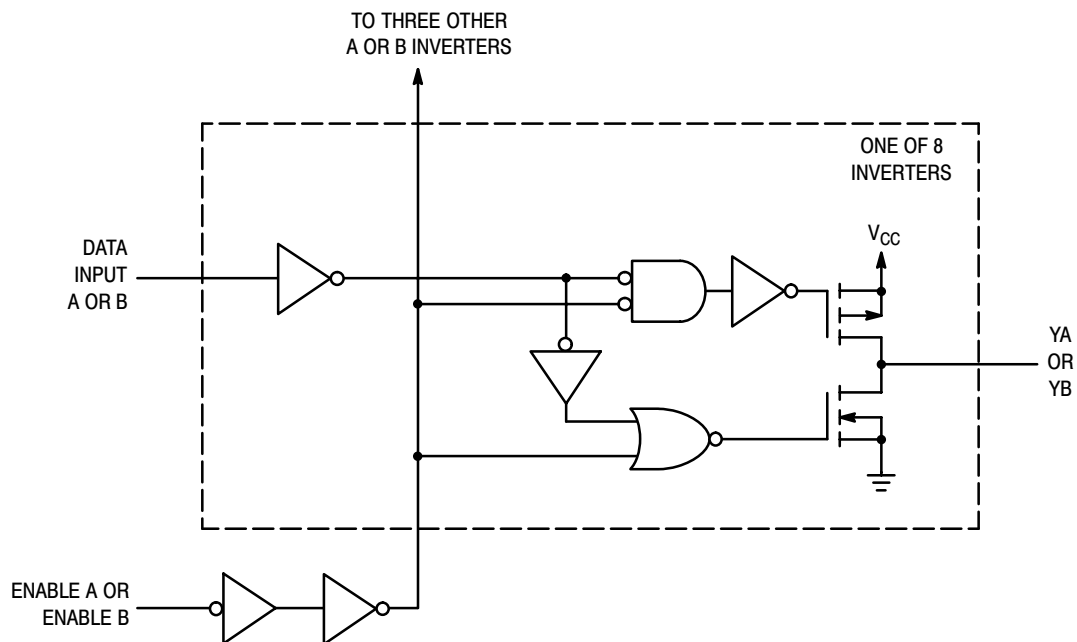 TO THREE OTHER
A OR B INVERTERS
ONE OF 8
INVERTERS
VCC
DATA
INPUT
A OR B
YA
OR
YB
ENABLE A OR
ENABLE B